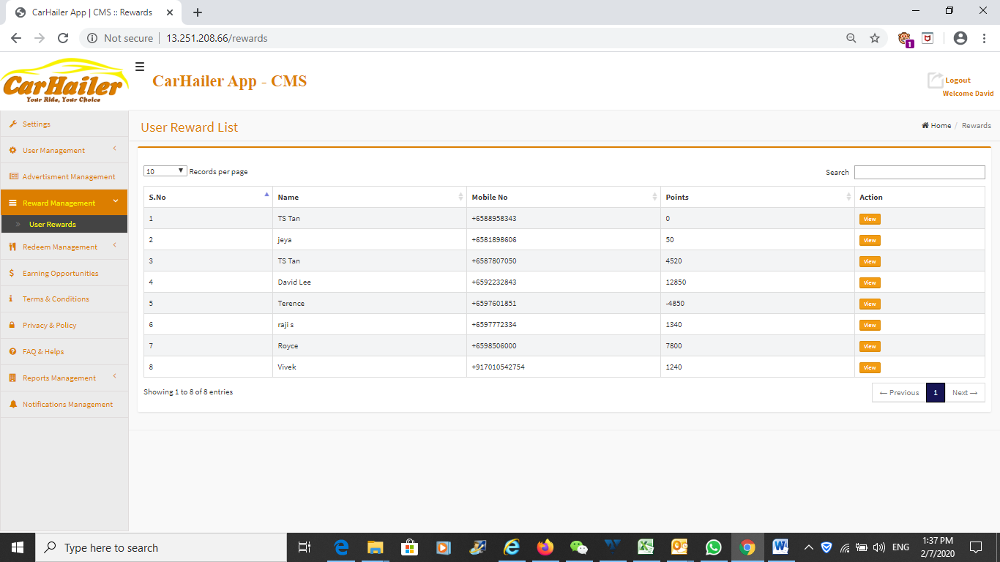 CarHailer App | CMS :: Rewards
Not secure 13.251.208.66/rewards
1
CarHailer
Your Ride, Your Choice
CarHailer App - CMS
Logout
Welcome David
Settings
User Management
Advertisment Management
Reward Management
User Rewards
Redeem Management
Earning Opportunities
Terms & Conditions
Privacy & Policy
FAQ & Helps
Reports Management
Notifications Management
User Reward List
Home / Rewards
10 Records per page
Search
S.No Name Mobile No Points Action
1 TS Tan +6588958343 0 View
2 jeya +6581898606 50 View
3 TS Tan +6587807050 4520 View
4 David Lee +6592232843 12850 View
5 Terence +6597601851 -4850 View
6 raji s +6597772334 1340 View
7 Royce +6598506000 7800 View
8 Vivek +917010542754 1240 View
Showing 1 to 8 of 8 entries
← Previous 1 Next →
Type here to search
ENG
1:37 PM
2/7/2020